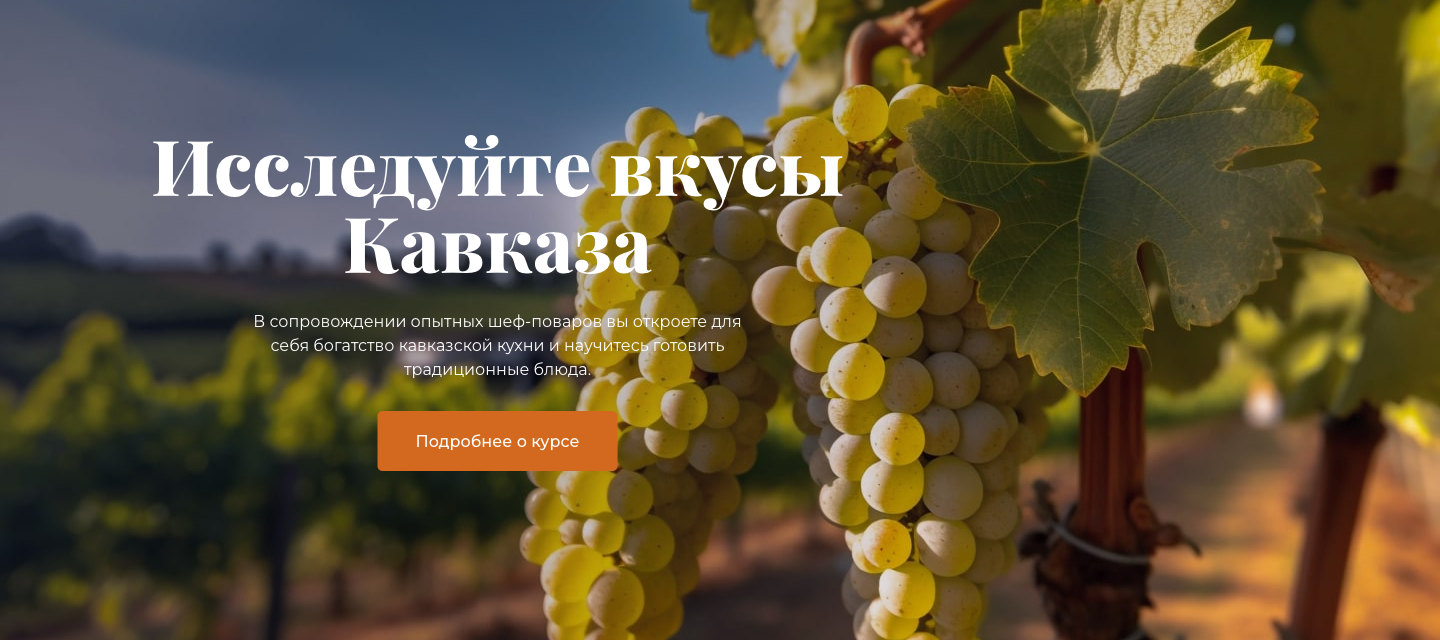 Исследуйте вкусы
Кавказа
В сопровождении опытных шеф-поваров вы откроете для
себя богатство кавказской кухни и научитесь готовить
традиционные блюда.
Подробнее о курсе